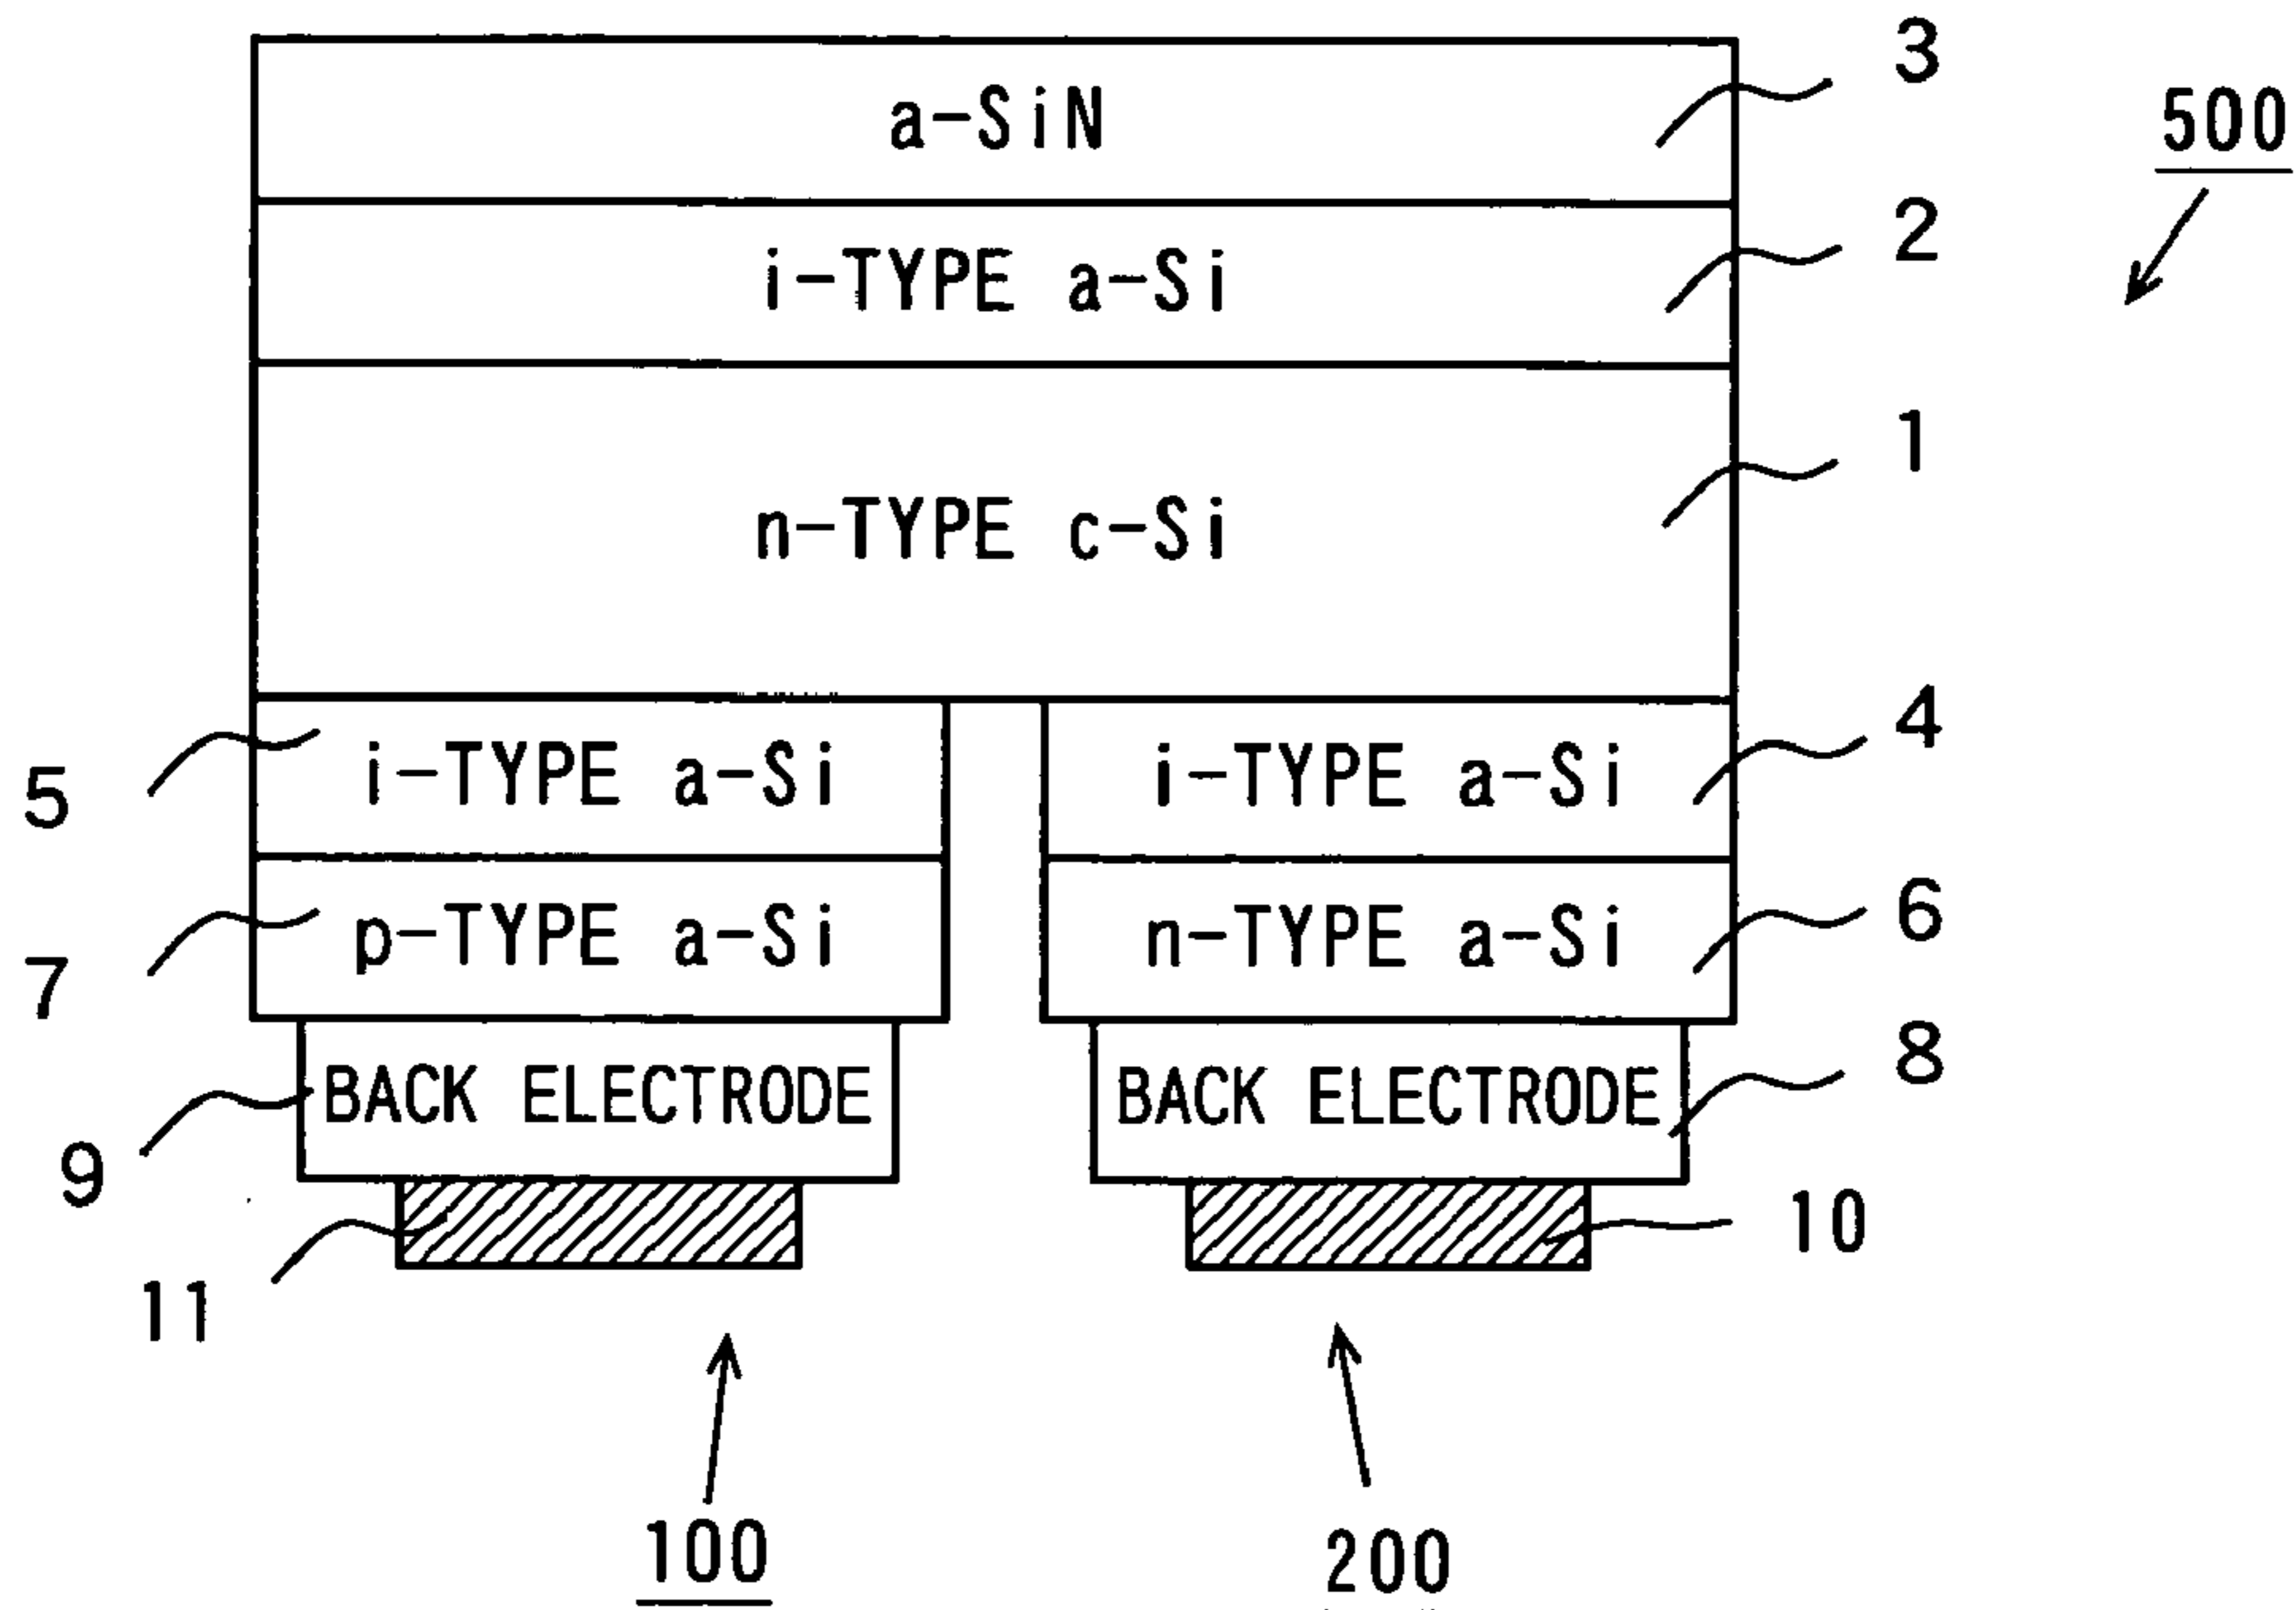 3
a-SiN
500
2
i-TYPE a-Si
1
n-TYPE c-Si
4
i-TYPE a-Si
i-TYPE a-Si
5
6
p-TYPE a-Si
n-TYPE a-Si
7
8
BACK ELECTRODE
BACK ELECTRODE
9
10
11
100
200